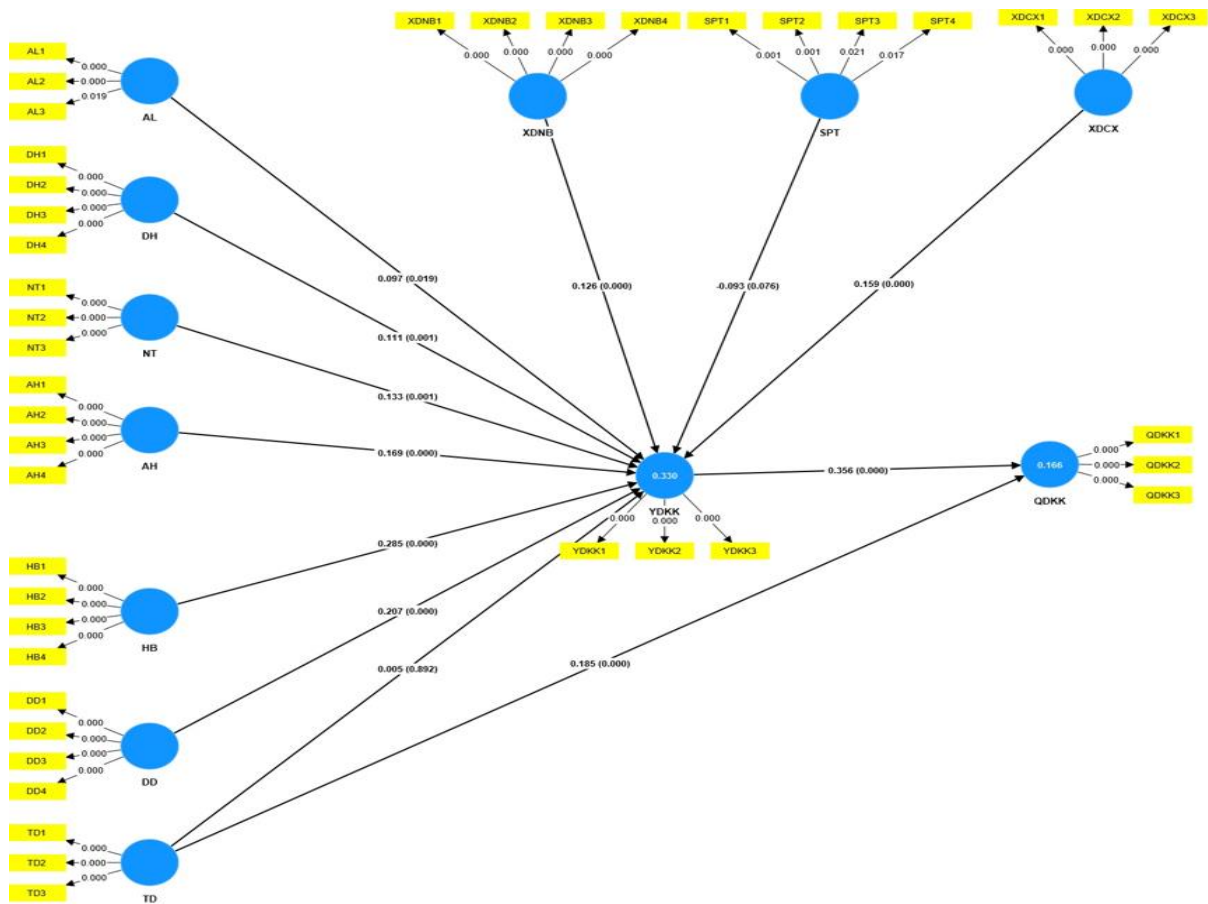 XDNB1 XDNB2 XDNB3 XDNB4
0.000 0.000 0.000 0.000
XDNB
SPT1 SPT2 SPT3 SPT4
0.001 0.001 0.021 0.017
SPT
XDCX1 XDCX2 XDCX3
0.000 0.000 0.000
XDCX
AL1
AL2
AL3
0.000
0.000
0.019
AL
DH1
DH2
DH3
DH4
0.000
0.000
0.000
0.000
DH
NT1
NT2
NT3
0.000
0.000
0.000
NT
AH1
AH2
AH3
AH4
0.000
0.000
0.000
0.000
AH
HB1
HB2
HB3
HB4
0.000
0.000
0.000
0.000
HB
DD1
DD2
DD3
DD4
0.000
0.000
0.000
0.000
DD
TD1
TD2
TD3
0.000
0.000
0.000
TD
0.097 (0.019)
0.111 (0.001)
0.133 (0.001)
0.169 (0.000)
0.285 (0.000)
0.207 (0.000)
0.005 (0.892)
0.126 (0.000)
-0.093 (0.076)
0.159 (0.000)
0.356 (0.000)
0.185 (0.000)
0.330
YDKK
0.000 0.000 0.000
YDKK1 YDKK2 YDKK3
0.166
QDKK
0.000
0.000
0.000
QDKK1
QDKK2
QDKK3